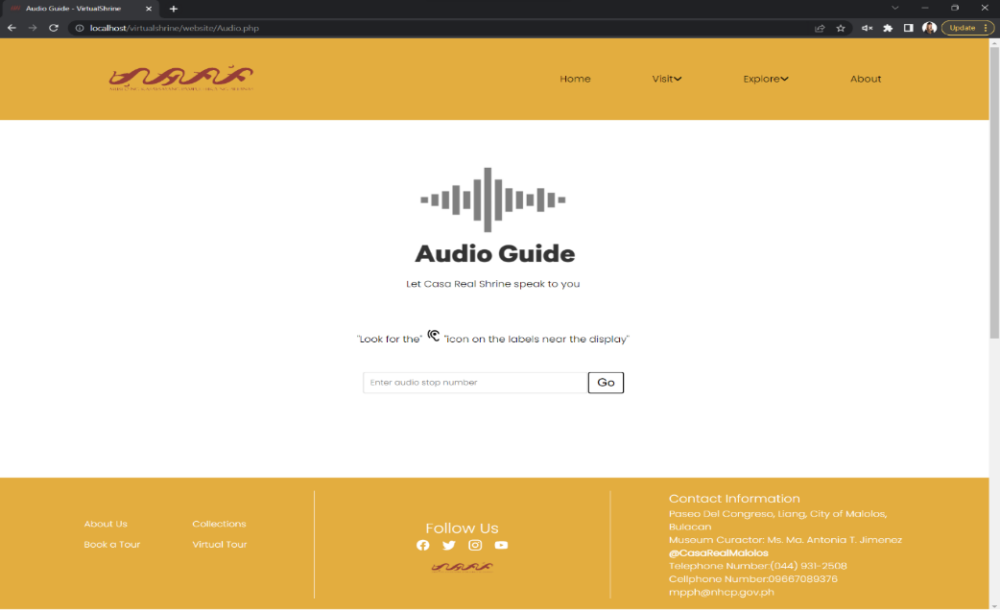 Audio Guide - VirtualShrine
localhost/virtualshrine/website/Audio.php
Update
Home
Visit
Explore
About
Audio Guide
Let Casa Real Shrine speak to you
"Look for the" "icon on the labels near the display"
Enter audio stop number
Go
About Us
Collections
Book a Tour
Virtual Tour
Follow Us
Contact Information
Paseo Del Congreso, Liang, City of Malolos,
Bulacan
Museum Curactor: Ms. Ma. Antonia T. Jimenez
@CasaRealMalolos
Telephone Number:(044) 931-2508
Cellphone Number:09667089376
mpph@nhcp.gov.ph